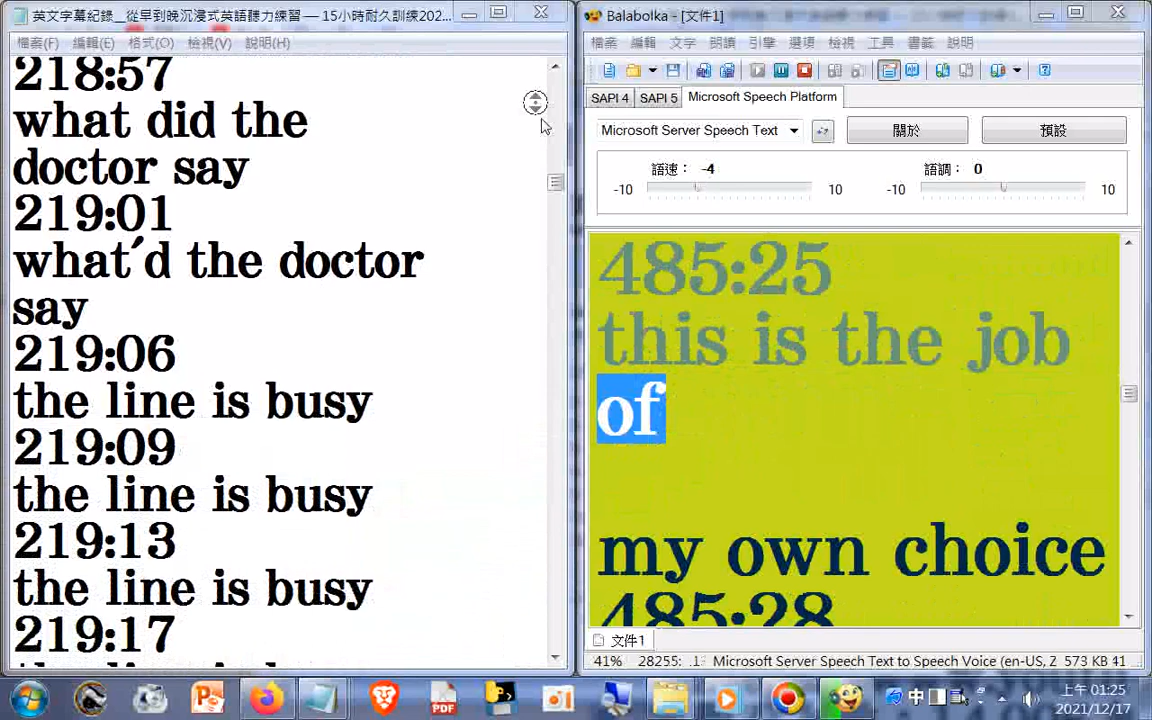 英文字幕紀錄__從早到晚沉浸式英語聽力練習 — 15小時耐久訓練202...
檔案(F) 編輯(E) 格式(O) 檢視(V) 說明(H)
218:57
what did the
doctor say
219:01
what'd the doctor
say
219:06
the line is busy
219:09
the line is busy
219:13
the line is busy
219:17
Balabolka - [文件1]
檔案 編輯 文字 朗讀 引擎 選項 檢視 工具 書籤 說明
SAPI 4 SAPI 5 Microsoft Speech Platform
Microsoft Server Speech Text 關於 預設
語速： -4 語調： 0
-10 10 -10 10
485:25
this is the job
of
my own choice
485:28
文件1
41% 28255: Microsoft Server Speech Text to Speech Voice (en-US, 2 573 KB 41
中
上午 01:25
2021/12/17